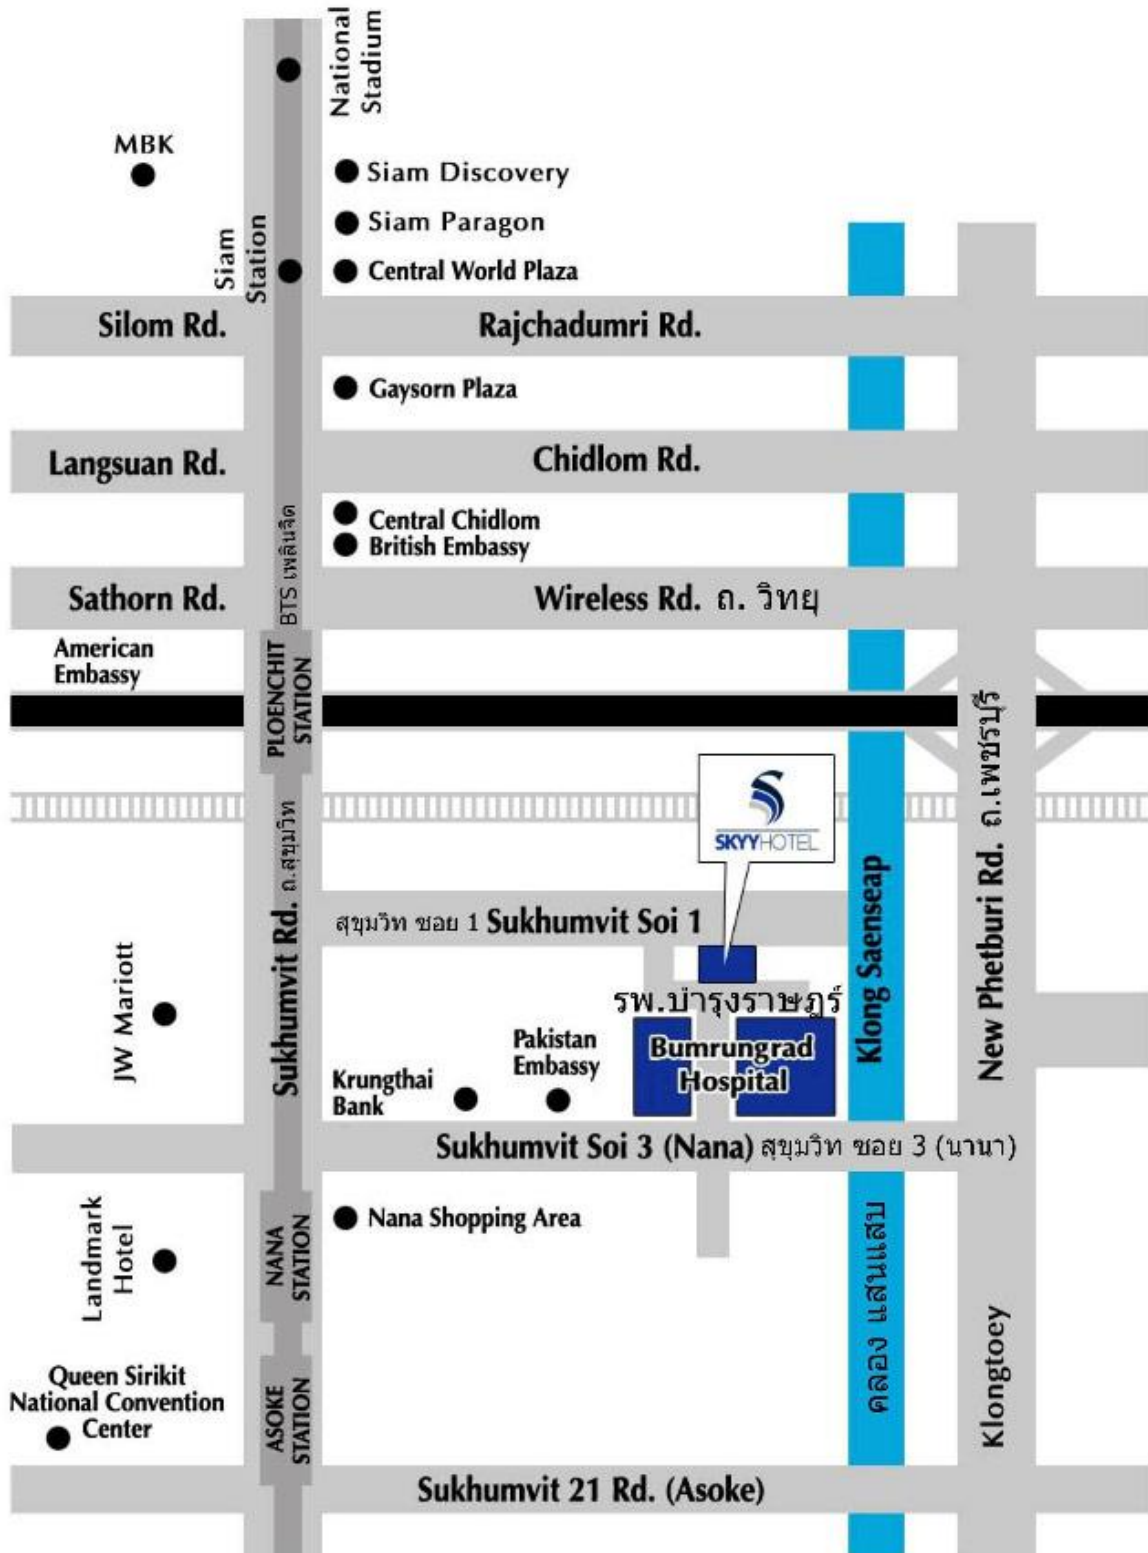 National
Stadium
MBK
Siam Discovery
Siam Paragon
Siam
Station
Central World Plaza
Silom Rd.
Rajchadumri Rd.
Gaysorn Plaza
Langsuan Rd.
Chidlom Rd.
Central Chidlom
British Embassy
BTS เพลินจิต
Sathorn Rd.
Wireless Rd. ถ. วิทยุ
American
Embassy
PLOENCHIT
STATION
SKYYHOTEL
Sukhumvit Rd. ถ.สุขุมวิท
สุขุมวิท ซอย 1 Sukhumvit Soi 1
Klong Saenseap
New Phetburi Rd. ถ.เพชรบุรี
JW Mariott
รพ.บำรุงราษฎร์
Bumrungrad
Hospital
Pakistan
Embassy
Krungthai
Bank
Sukhumvit Soi 3 (Nana) สุขุมวิท ซอย 3 (นานา)
Landmark
Hotel
NANA
STATION
Nana Shopping Area
คลอง แสนแสบ
Klongtoey
Queen Sirikit
National Convention
Center
ASOKE
STATION
Sukhumvit 21 Rd. (Asoke)